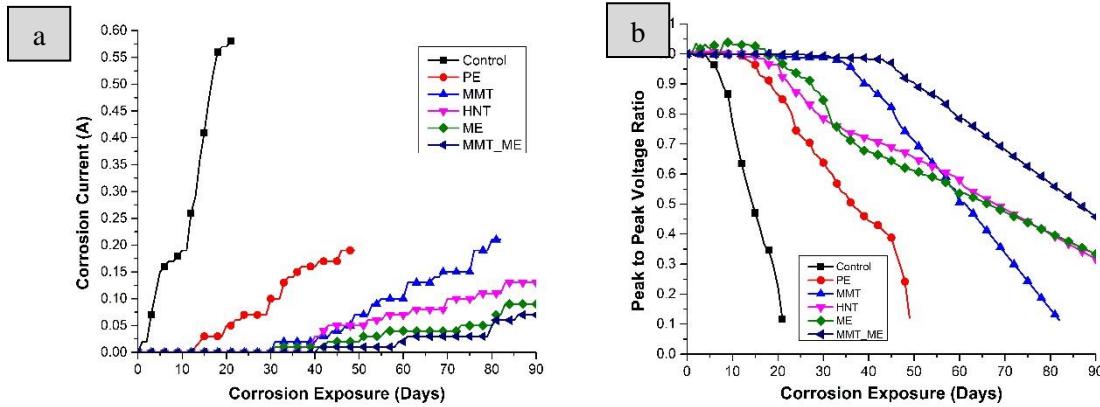 a
0.60
0.55
0.50
0.45
0.40
0.35
0.30
0.25
0.20
0.15
0.10
0.05
0.00
Corrosion Current (A)
0 10 20 30 40 50 60 70 80 90
Corrosion Exposure (Days)
Control
PE
MMT
HNT
ME
MMT_ME
b
1
1.0
0.9
0.8
0.7
0.6
0.5
0.4
0.3
0.2
0.1
0.0
Peak to Peak Voltage Ratio
0 10 20 30 40 50 60 70 80 90
Corrosion Exposure (Days)
Control
PE
MMT
HNT
ME
MMT_ME